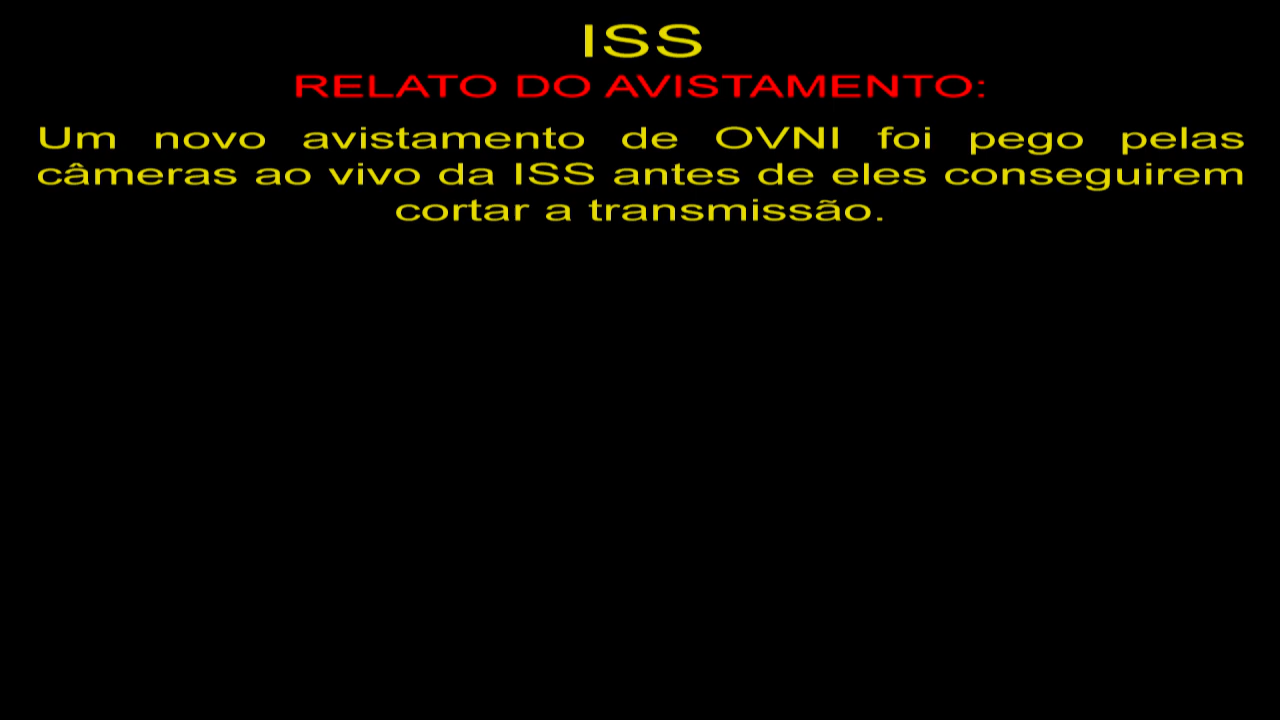 ISS
RELATO DO AVISTAMENTO:
Um novo avistamento de OVNI foi pego pelas
câmeras ao vivo da ISS antes de eles conseguirem
cortar a transmissão.